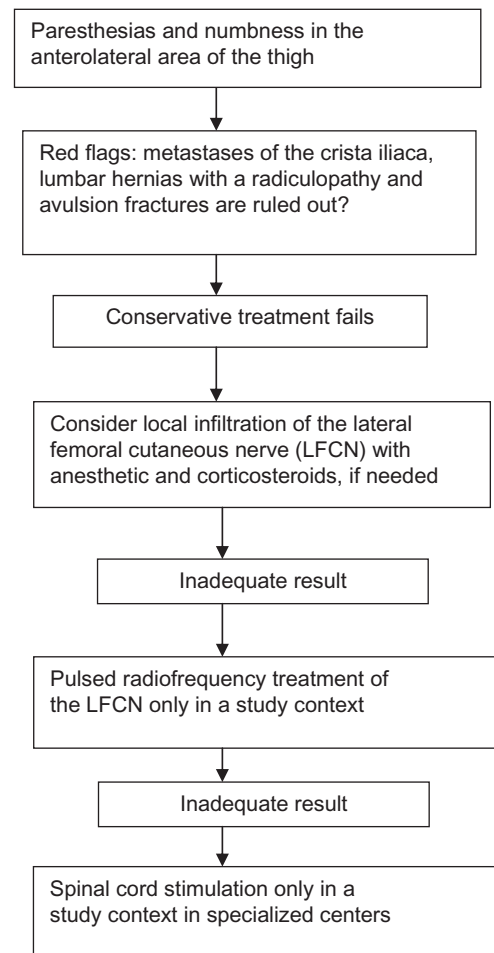 Paresthesias and numbness in the
anterolateral area of the thigh
Red flags: metastases of the crista iliaca,
lumbar hernias with a radiculopathy and
avulsion fractures are ruled out?
Conservative treatment fails
Consider local infiltration of the lateral
femoral cutaneous nerve (LFCN) with
anesthetic and corticosteroids, if needed
Inadequate result
Pulsed radiofrequency treatment of
the LFCN only in a study context
Inadequate result
Spinal cord stimulation only in a
study context in specialized centers